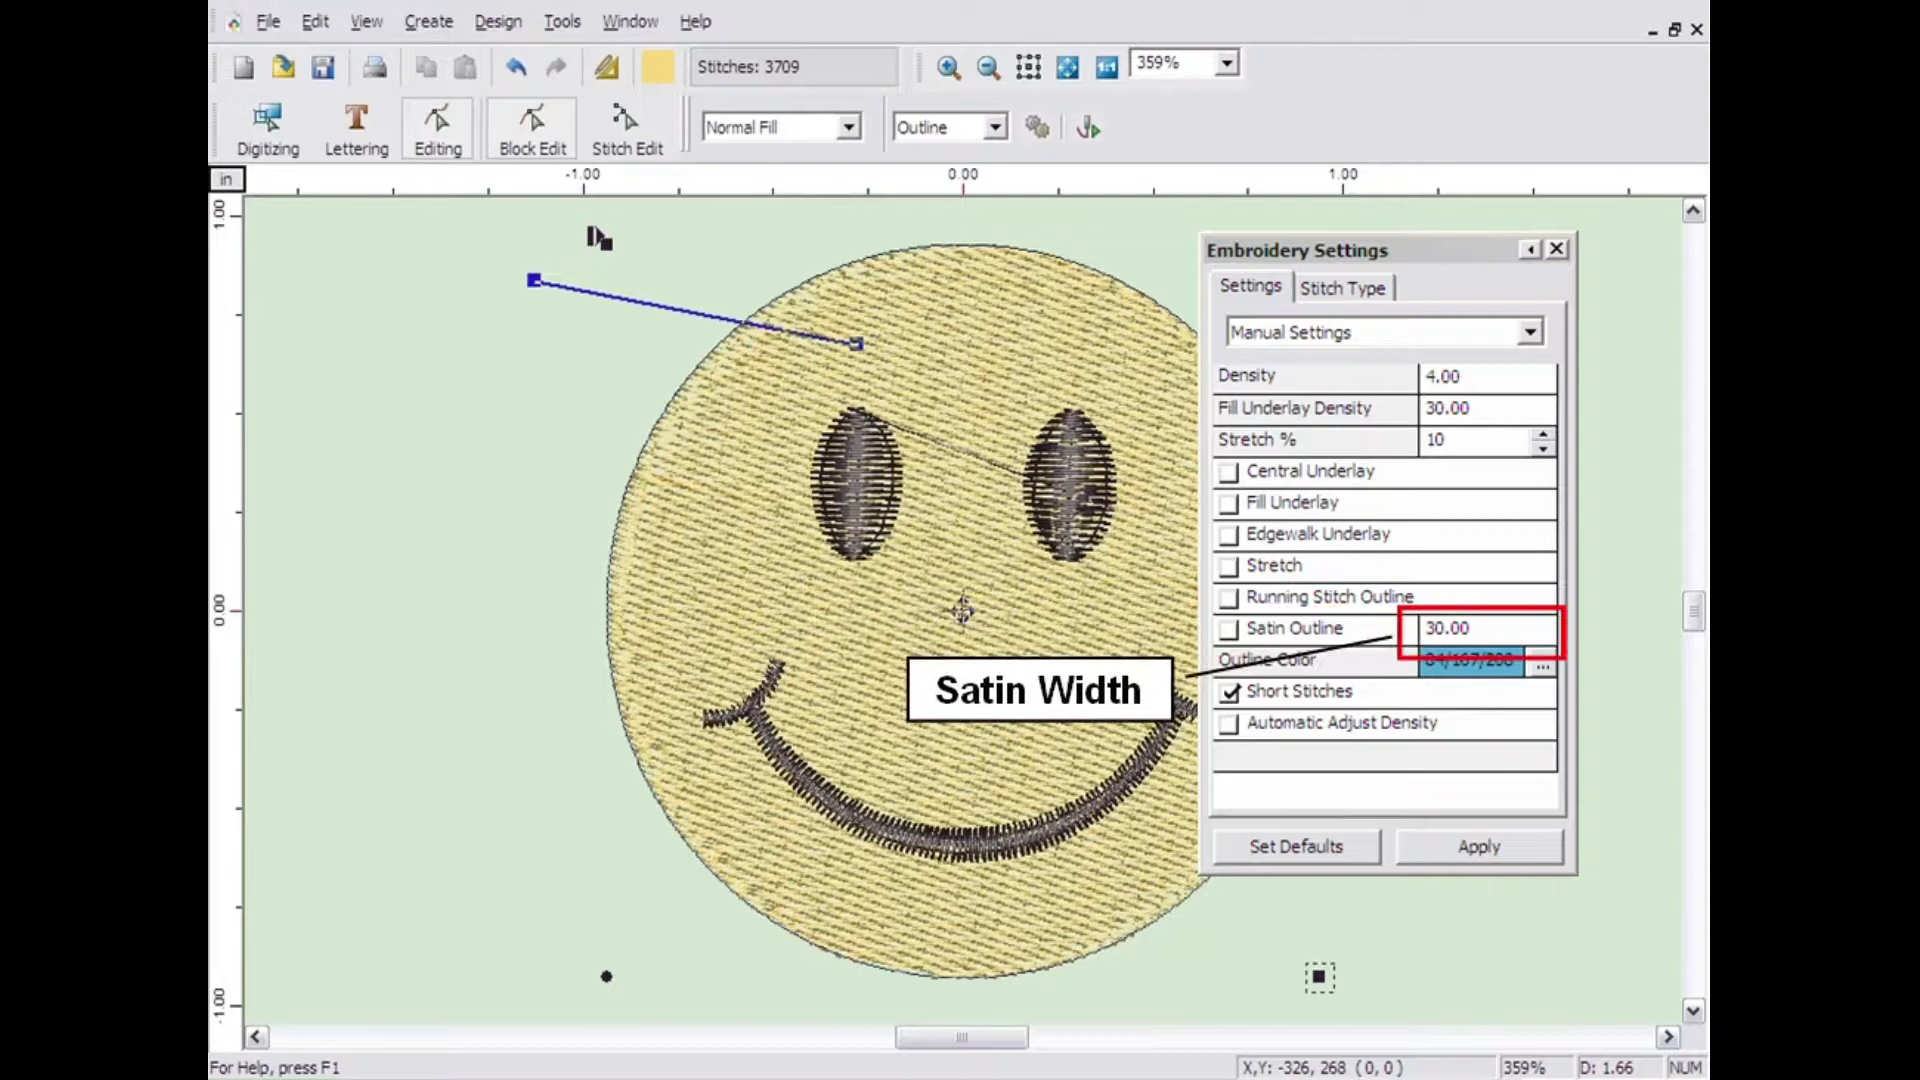 File Edit View Create Design Tools Window Help
Stitches: 3709
1:1
359%
Digitizing
T
Lettering
Editing
Block Edit
Stitch Edit
Normal Fill
Outline
in
-1.00 0.00 1.00
1.00
0.00
-1.00
Embroidery Settings
Settings Stitch Type
Manual Settings
Density 4.00
Fill Underlay Density 30.00
Stretch % 10
Central Underlay
Fill Underlay
Edgewalk Underlay
Stretch
Running Stitch Outline
Satin Outline 30.00
Outline Color ...
Short Stitches
Automatic Adjust Density
Set Defaults Apply
Satin Width
For Help, press F1 X,Y: -326, 268 ( 0, 0 ) 359% D: 1.66 NUM